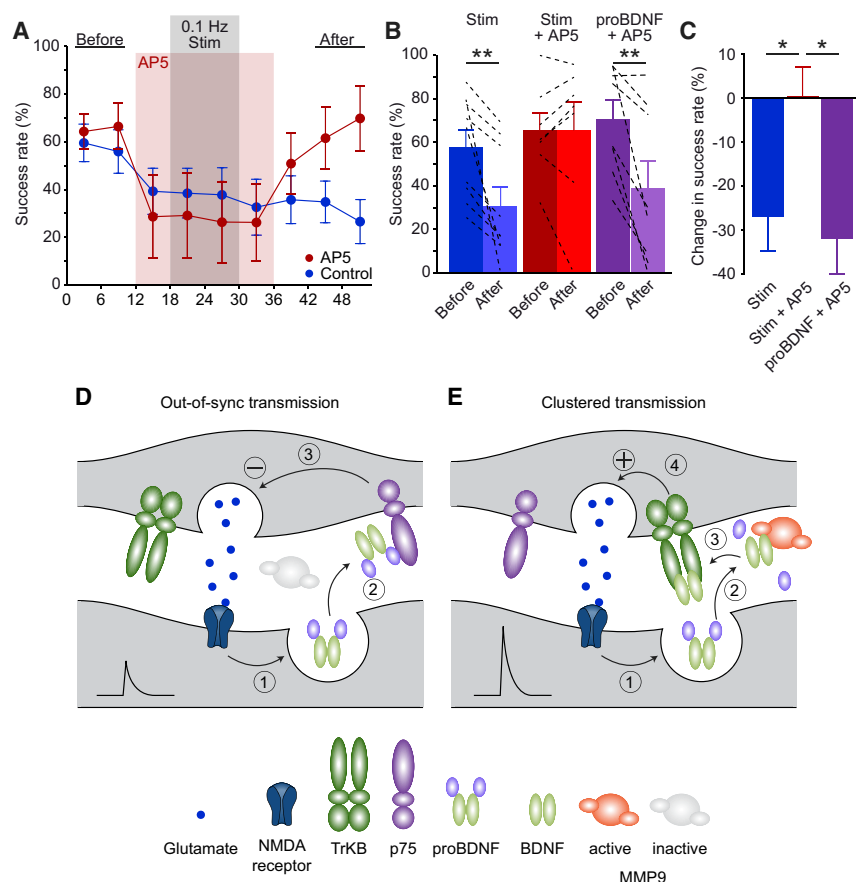 A
Before
0.1 Hz
Stim
After
AP5
Success rate (%)
100
80
60
40
20
0
AP5
Control
0 6 12 18 24 30 36 42 48
B
Stim
Stim
+ AP5
proBDNF
+ AP5
**
**
Success rate (%)
100
80
60
40
20
0
Before
After
Before
After
Before
After
C
*
*
Change in success rate (%)
10
0
-10
-20
-30
-40
Stim
Stim + AP5
proBDNF + AP5
D
Out-of-sync transmission
−
3
2
1
E
Clustered transmission
+
4
3
2
1
Glutamate
NMDA
receptor
TrKB
p75
proBDNF
BDNF
active
inactive
MMP9